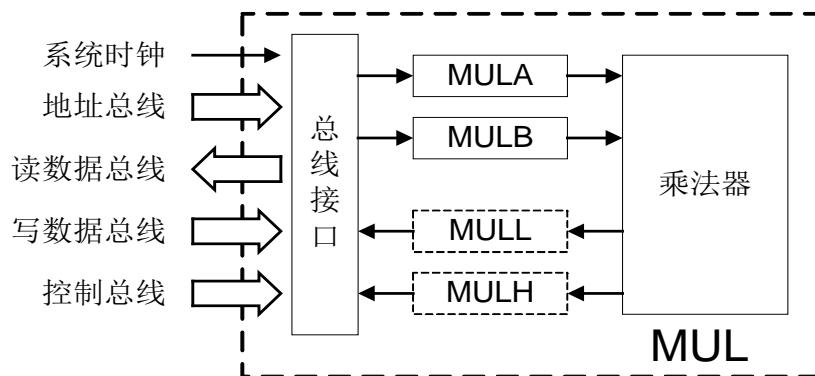 系统时钟
地址总线
读数据总线
写数据总线
控制总线
总线接口
MULA
MULB
MULL
MULH
乘法器
MUL